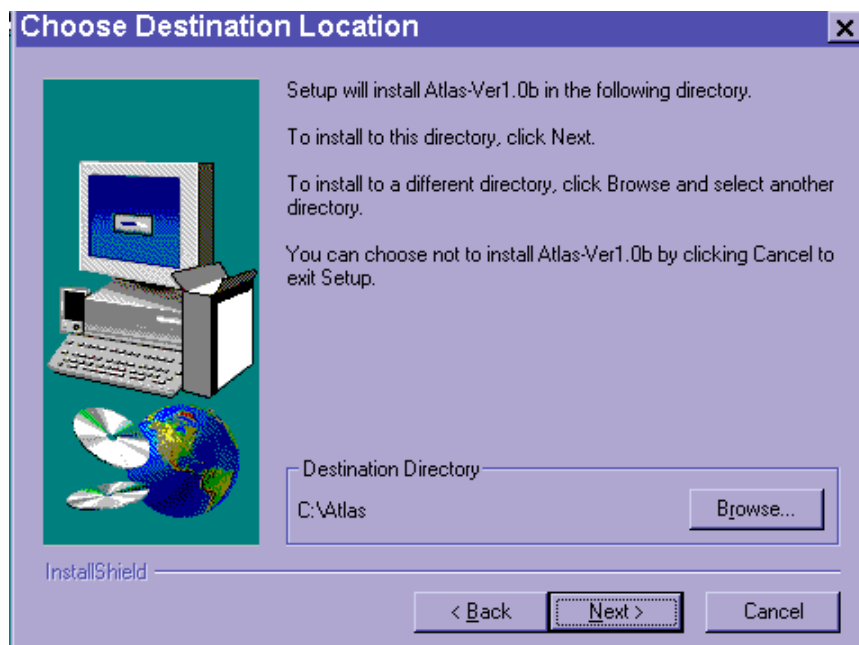 Choose Destination Location
Setup will install Atlas-Ver1.0b in the following directory.
To install to this directory, click Next.
To install to a different directory, click Browse and select another
directory.
You can choose not to install Atlas-Ver1.0b by clicking Cancel to
exit Setup.
Destination Directory
C:\Atlas
Browse...
InstallShield
< Back
Next >
Cancel